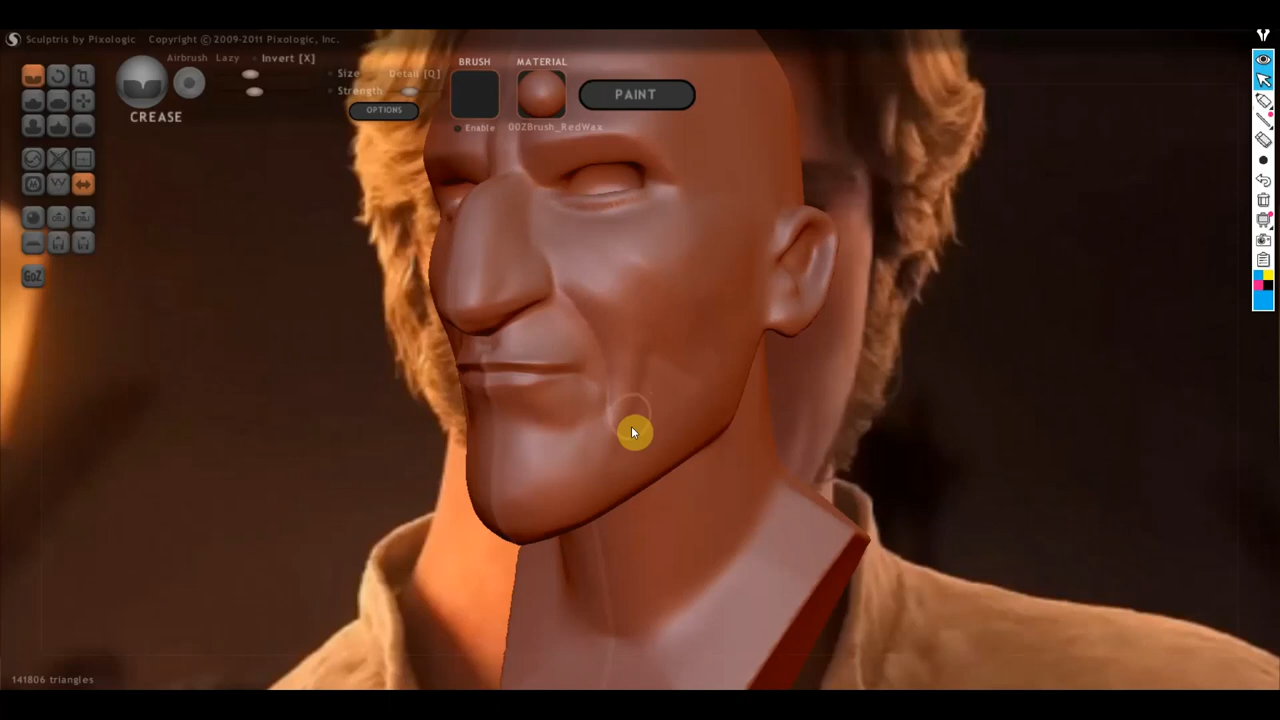 Sculptris by Pixologic Copyright © 2009-2011 Pixologic, Inc.
Airbrush Lazy Invert [X]
Size Detail [Q]
Strength
OPTIONS
CREASE
BRUSH
Enable
MATERIAL
00ZBrush_RedWax
PAINT
GoZ
141806 triangles